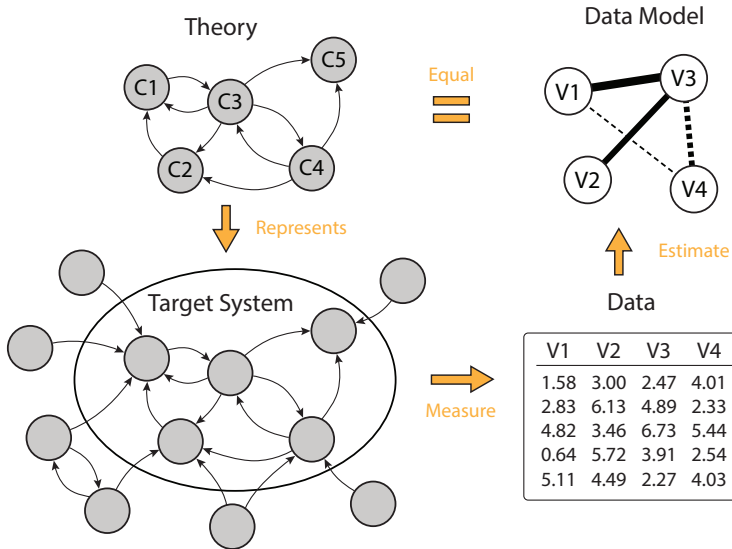 Theory
Data Model
C1
C3
C5
C2
C4
Equal
V1
V3
V2
V4
Represents
Estimate
Target System
Measure
Data
V1 V2 V3 V4
1.58 3.00 2.47 4.01
2.83 6.13 4.89 2.33
4.82 3.46 6.73 5.44
0.64 5.72 3.91 2.54
5.11 4.49 2.27 4.03